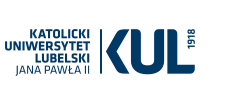 KATOLICKI
UNIWERSYTET
LUBELSKI
JANA PAWŁA II
KUL
1918